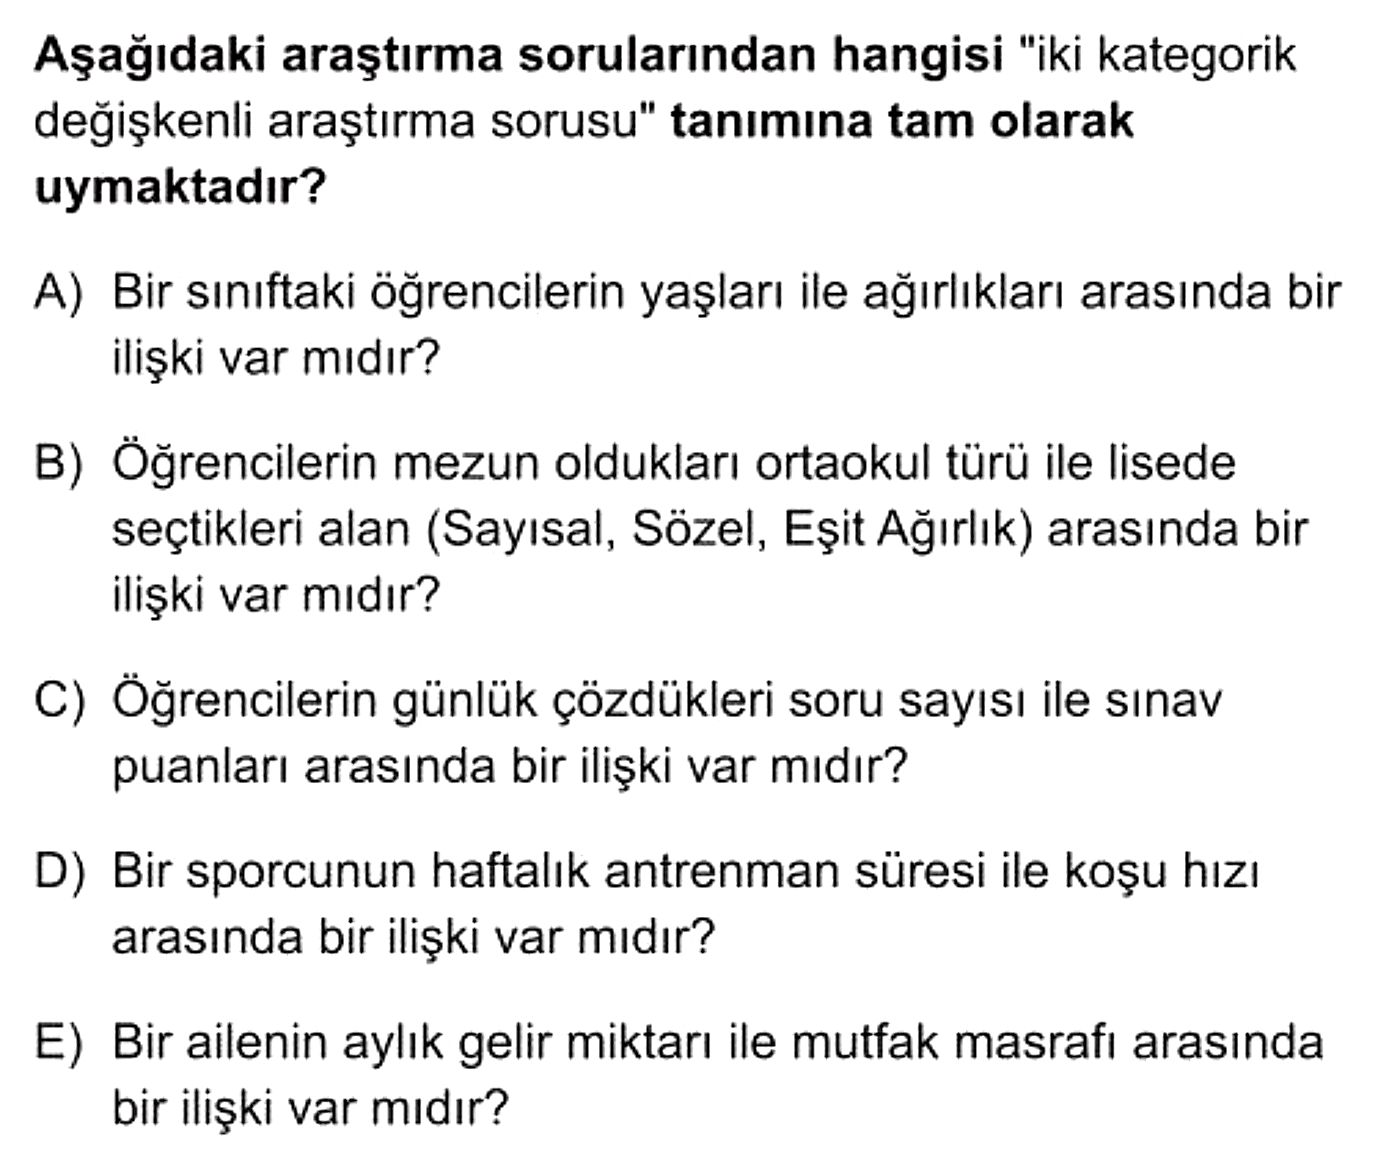 Aşağıdaki araştırma sorularından hangisi "iki kategorik
değişkenli araştırma sorusu" tanımına tam olarak
uymaktadır?
A) Bir sınıftaki öğrencilerin yaşları ile ağırlıkları arasında bir
ilişki var mıdır?
B) Öğrencilerin mezun oldukları ortaokul türü ile lisede
seçtikleri alan (Sayısal, Sözel, Eşit Ağırlık) arasında bir
ilişki var mıdır?
C) Öğrencilerin günlük çözdükleri soru sayısı ile sınav
puanları arasında bir ilişki var mıdır?
D) Bir sporcunun haftalık antrenman süresi ile koşu hızı
arasında bir ilişki var mıdır?
E) Bir ailenin aylık gelir miktarı ile mutfak masrafı arasında
bir ilişki var mıdır?